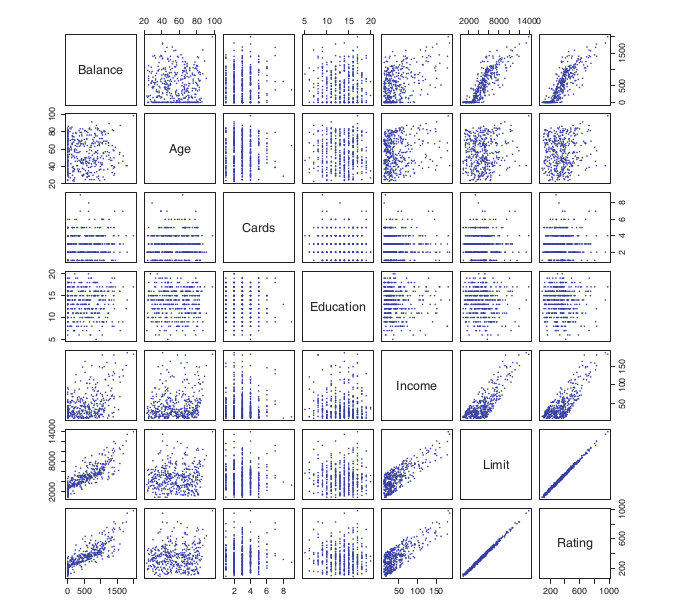 20 40 60 80 100
5 10 15 20
2000 8000 14000
Balance
0 500 1500
20 40 60 80 100
Age
Cards
2 4 6 8
5 10 15 20
Education
Income
50 100 150
2000 8000 14000
Limit
Rating
200 600 1000
0 500 1500
2 4 6 8
50 100 150
200 600 1000